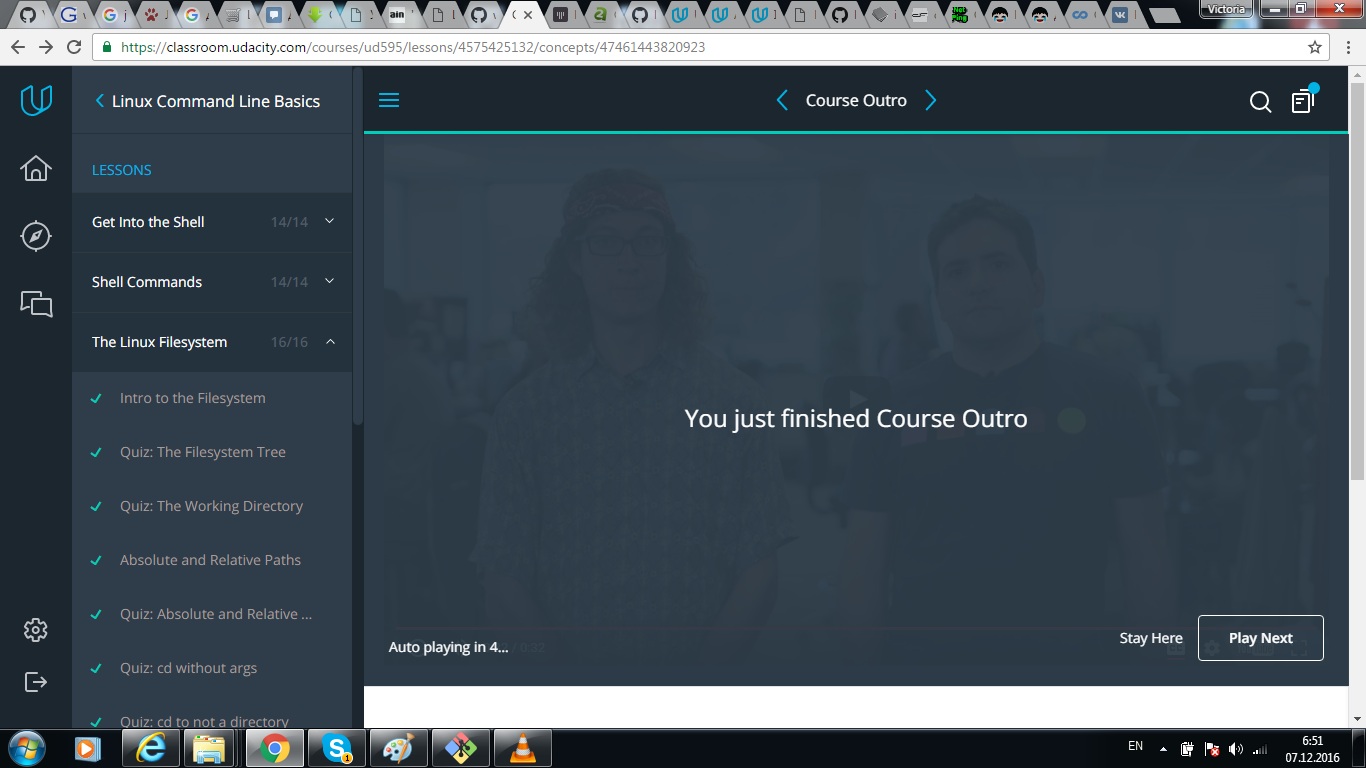 Victoria
https://classroom.udacity.com/courses/ud595/lessons/4575425132/concepts/47461443820923
Linux Command Line Basics
Course Outro
LESSONS
Get Into the Shell 14/14
Shell Commands 14/14
The Linux Filesystem 16/16
Intro to the Filesystem
Quiz: The Filesystem Tree
Quiz: The Working Directory
Absolute and Relative Paths
Quiz: Absolute and Relative ...
Quiz: cd without args
Quiz: cd to not a directory
You just finished Course Outro
Auto playing in 4... / 0:32
Stay Here
Play Next
EN
6:51
07.12.2016